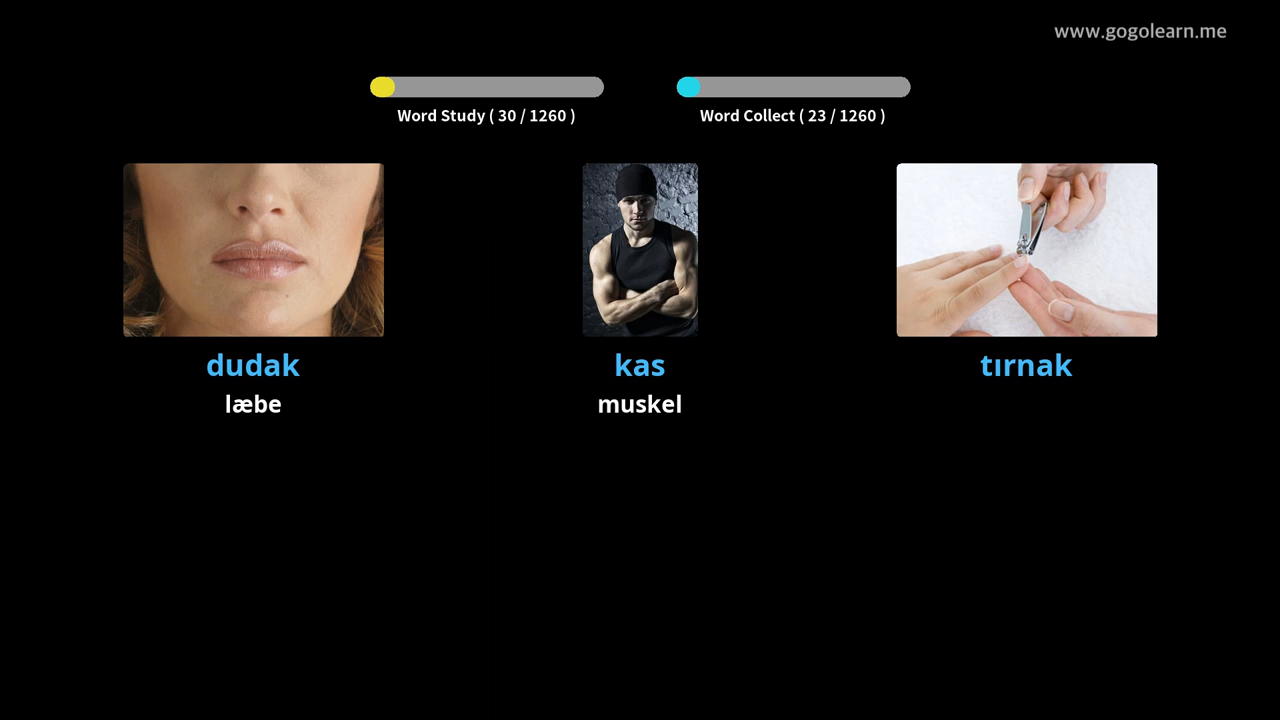 www.gogolearn.me
Word Study ( 30 / 1260 )
Word Collect ( 23 / 1260 )
dudak
kas
tırnak
læbe
muskel